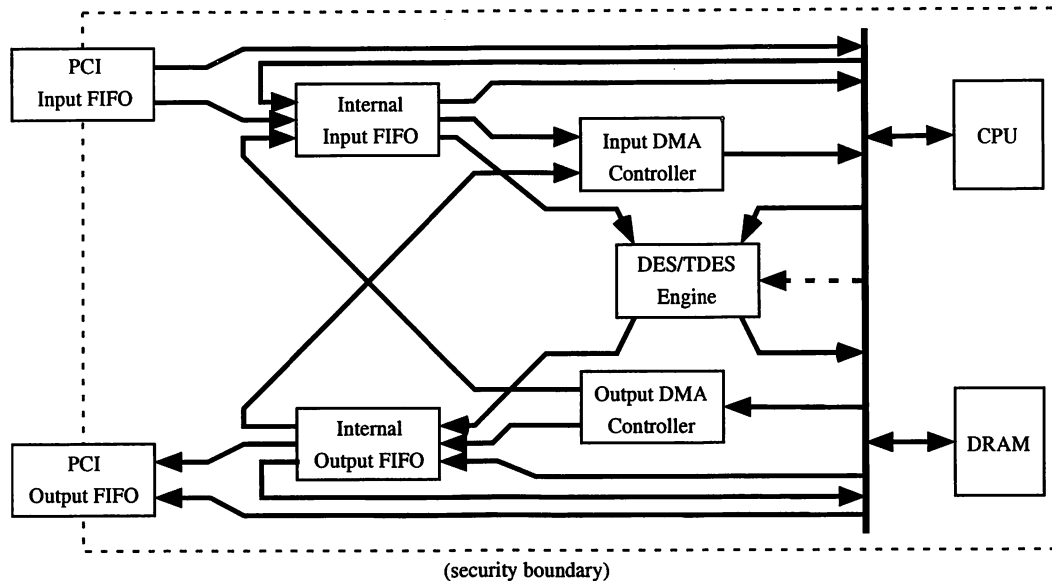 PCI
Input FIFO
Internal
Input FIFO
Input DMA
Controller
CPU
DES/TDES
Engine
Output DMA
Controller
Internal
Output FIFO
PCI
Output FIFO
DRAM
(security boundary)